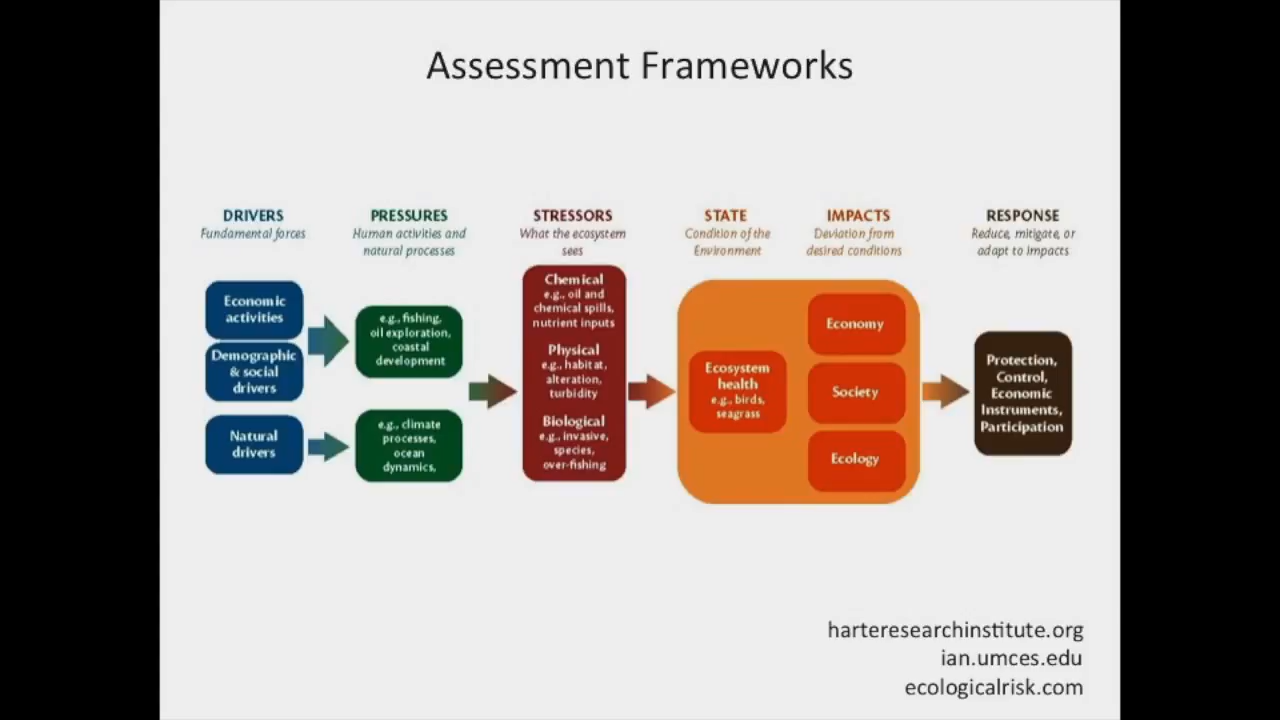 Assessment Frameworks
DRIVERS
Fundamental forces
PRESSURES
Human activities and
natural processes
STRESSORS
What the ecosystem
sees
STATE
Condition of the
Environment
IMPACTS
Deviation from
desired conditions
RESPONSE
Reduce, mitigate, or
adapt to impacts
Economic
activities
Demographic
& social
drivers
Natural
drivers
e.g., fishing,
oil exploration,
coastal
development
e.g., climate
processes,
ocean
dynamics,
Chemical
e.g., oil and
chemical spills,
nutrient inputs
Physical
e.g., habitat,
alteration,
turbidity
Biological
e.g., invasive,
species,
over-fishing
Ecosystem
health
e.g., birds,
seagrass
Economy
Society
Ecology
Protection,
Control,
Economic
Instruments,
Participation
harteresearchinstitute.org
ian.umces.edu
ecologicalrisk.com